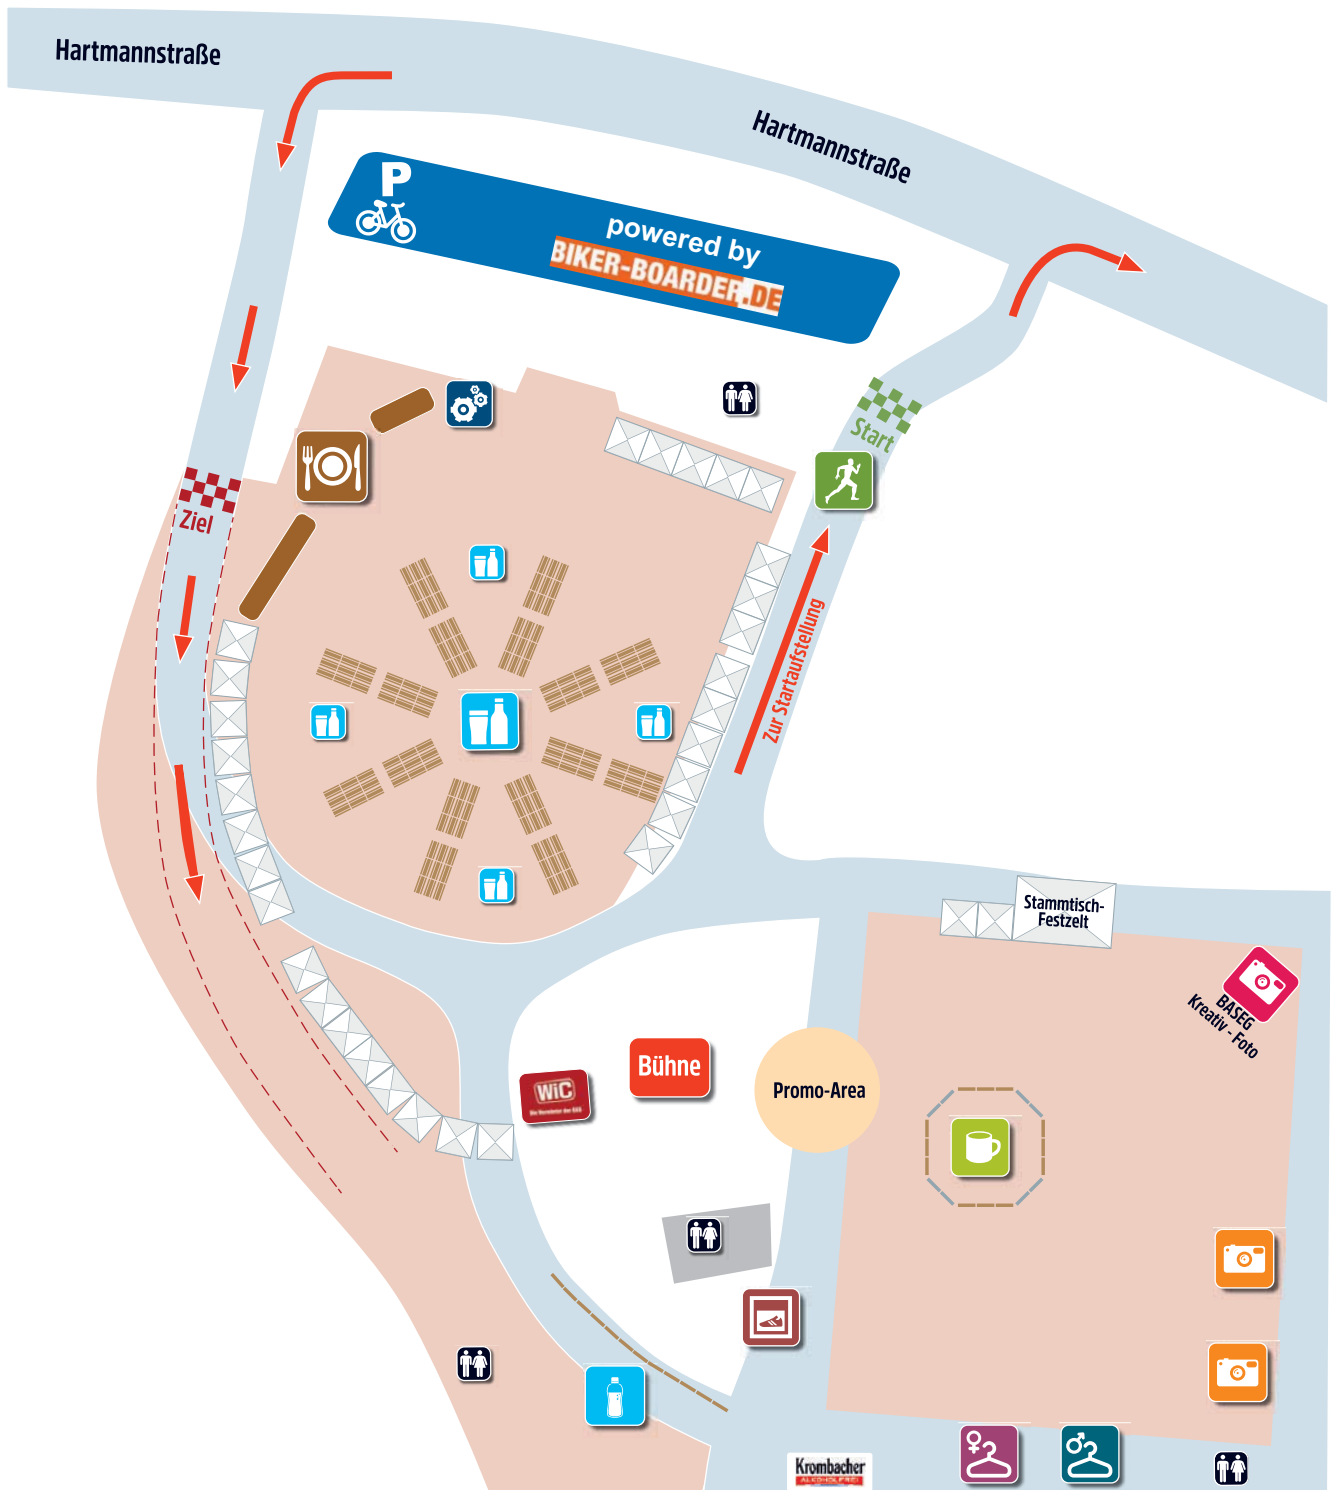 Hartmannstraße
Hartmannstraße
P
powered by
BIKER-BOARDER.DE
Start
Ziel
Zur Startaufstellung
Stammtisch-
Festzelt
BASEG
Kreativ - Foto
Bühne
WiC
Promo-Area
Krombacher
ALKOHOLFREI